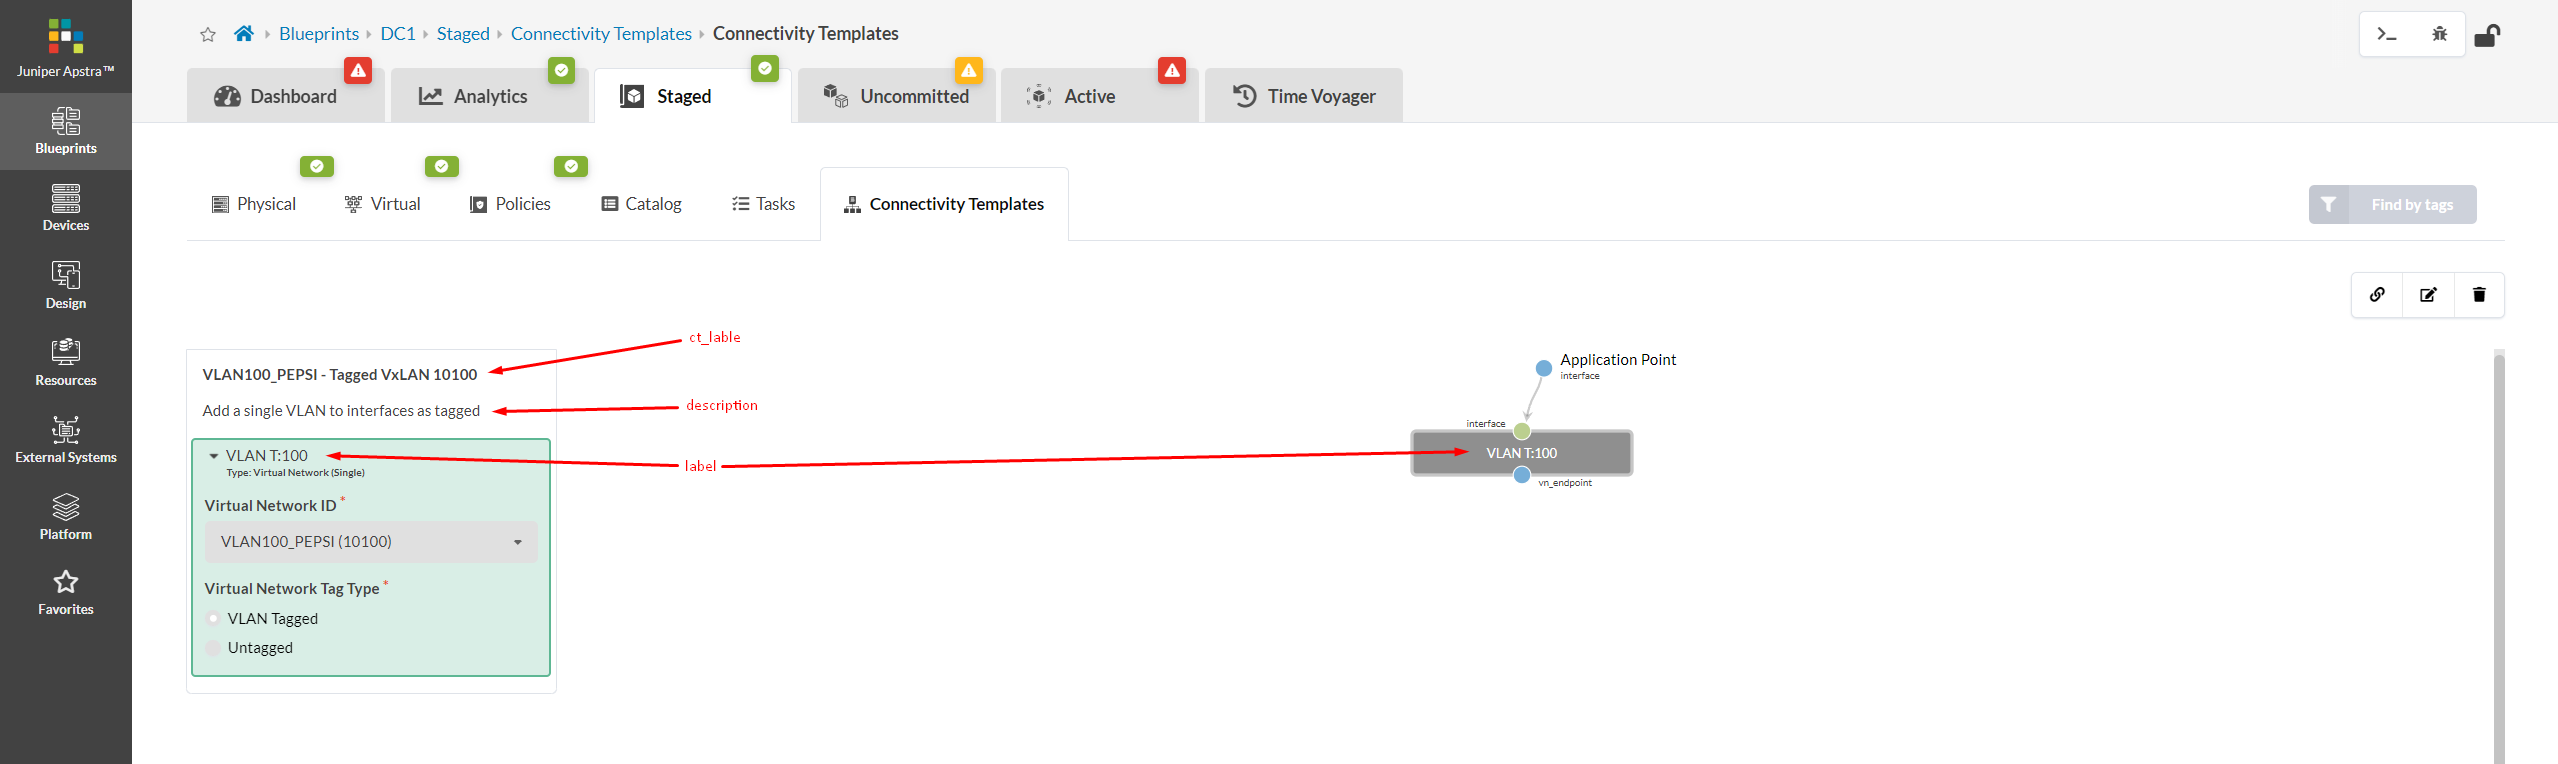 Juniper Apstra™
Blueprints
Devices
Design
Resources
External Systems
Platform
Favorites
Blueprints DC1 Staged Connectivity Templates Connectivity Templates
Dashboard Analytics Staged Uncommitted Active Time Voyager
Physical Virtual Policies Catalog Tasks Connectivity Templates
Find by tags
ct_lable
VLAN100_PEPSI - Tagged VxLAN 10100
description
Add a single VLAN to interfaces as tagged
label
VLAN T:100
Type: Virtual Network (Single)
Virtual Network ID *
VLAN100_PEPSI (10100)
Virtual Network Tag Type *
VLAN Tagged
Untagged
Application Point
interface
interface
VLAN T:100
vn_endpoint